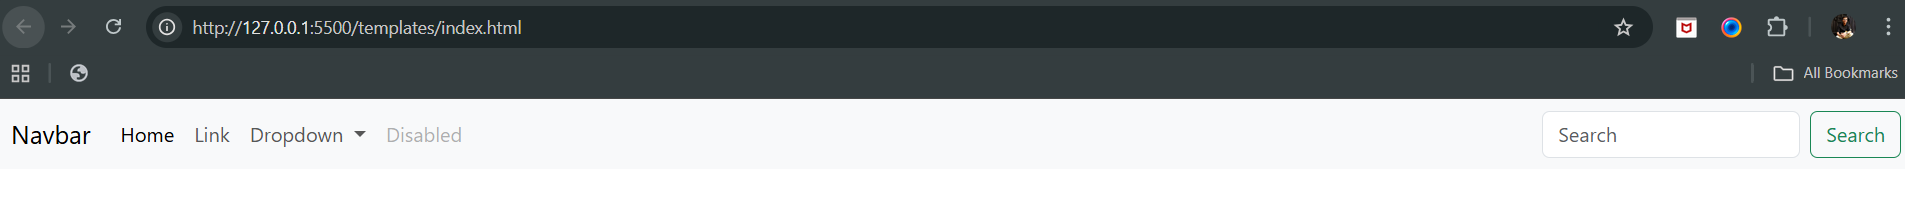 http://127.0.0.1:5500/templates/index.html
All Bookmarks
Navbar Home Link Dropdown Disabled Search Search